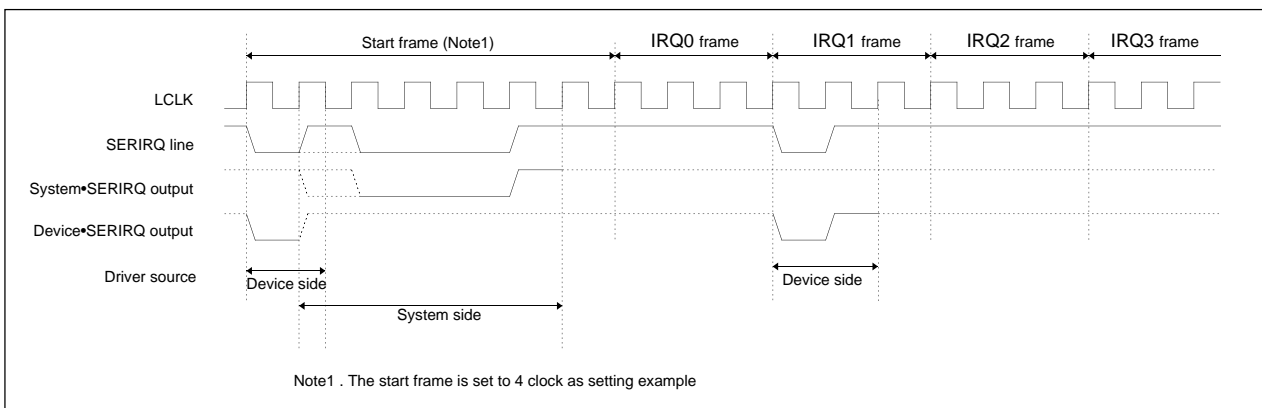 Start frame (Note1)
IRQ0 frame
IRQ1 frame
IRQ2 frame
IRQ3 frame
LCLK
SERIRQ line
System•SERIRQ output
Device•SERIRQ output
Driver source
Device side
Device side
System side
Note1 . The start frame is set to 4 clock as setting example